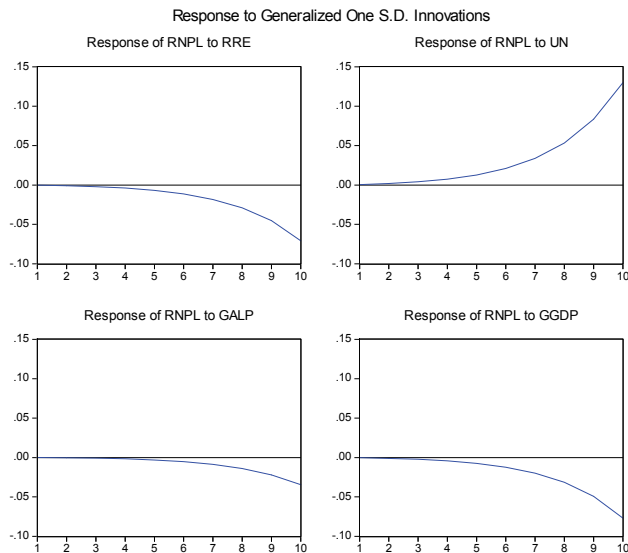 Response to Generalized One S.D. Innovations
Response of RNPL to RRE
.15
.10
.05
.00
-.05
-.10
1 2 3 4 5 6 7 8 9 10
Response of RNPL to UN
.15
.10
.05
.00
-.05
-.10
1 2 3 4 5 6 7 8 9 10
Response of RNPL to GALP
.15
.10
.05
.00
-.05
-.10
1 2 3 4 5 6 7 8 9 10
Response of RNPL to GGDP
.15
.10
.05
.00
-.05
-.10
1 2 3 4 5 6 7 8 9 10